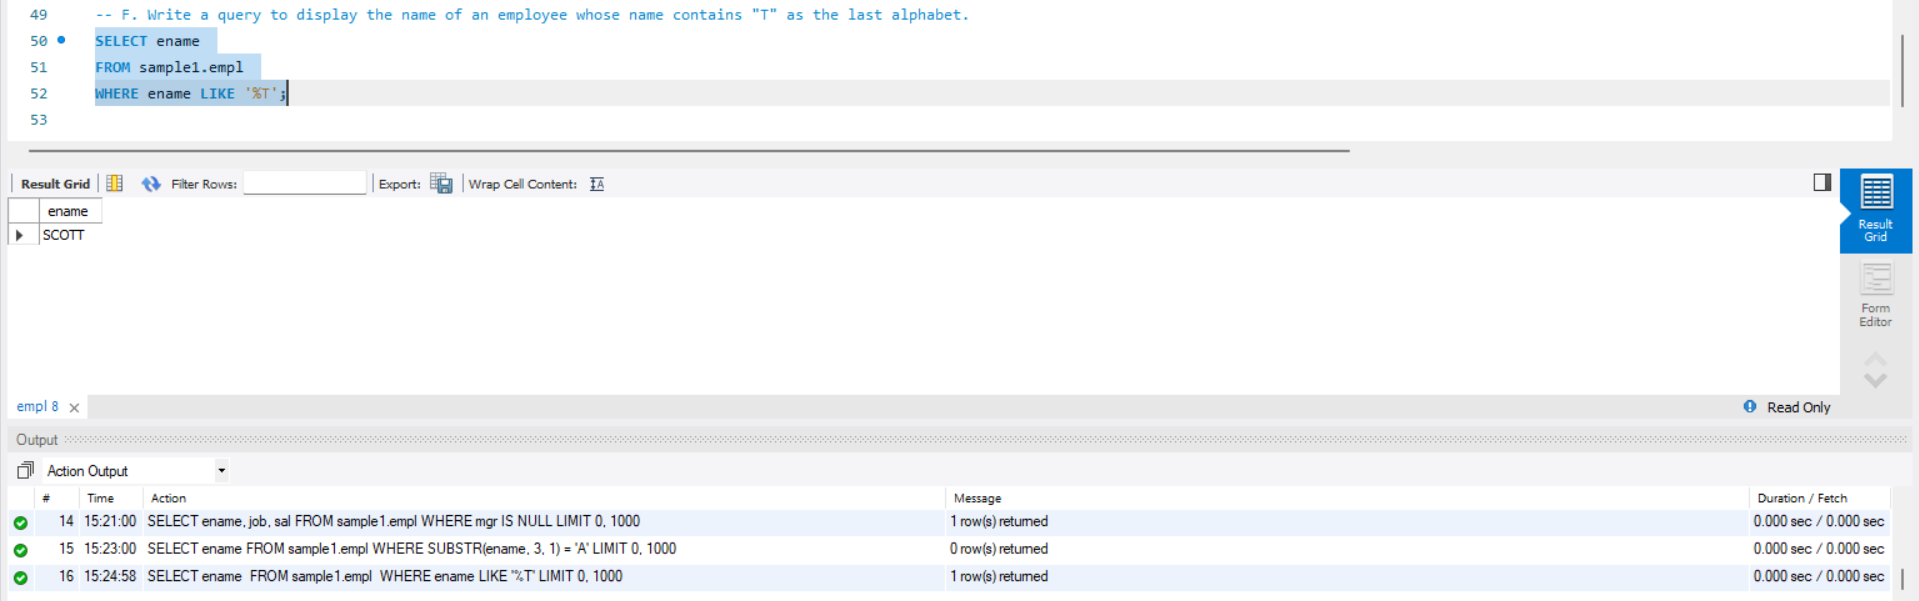 49 -- F. Write a query to display the name of an employee whose name contains "T" as the last alphabet.
50 SELECT ename
51 FROM sample1.empl
52 WHERE ename LIKE '%T';
53
Result Grid Filter Rows: Export: Wrap Cell Content:
ename
SCOTT
Result
Grid
Form
Editor
empl 8 Read Only
Output
Action Output
# Time Action Message Duration / Fetch
14 15:21:00 SELECT ename, job, sal FROM sample1.empl WHERE mgr IS NULL LIMIT 0, 1000 1 row(s) returned 0.000 sec / 0.000 sec
15 15:23:00 SELECT ename FROM sample1.empl WHERE SUBSTR(ename, 3, 1) = 'A' LIMIT 0, 1000 0 row(s) returned 0.000 sec / 0.000 sec
16 15:24:58 SELECT ename FROM sample1.empl WHERE ename LIKE '%T' LIMIT 0, 1000 1 row(s) returned 0.000 sec / 0.000 sec